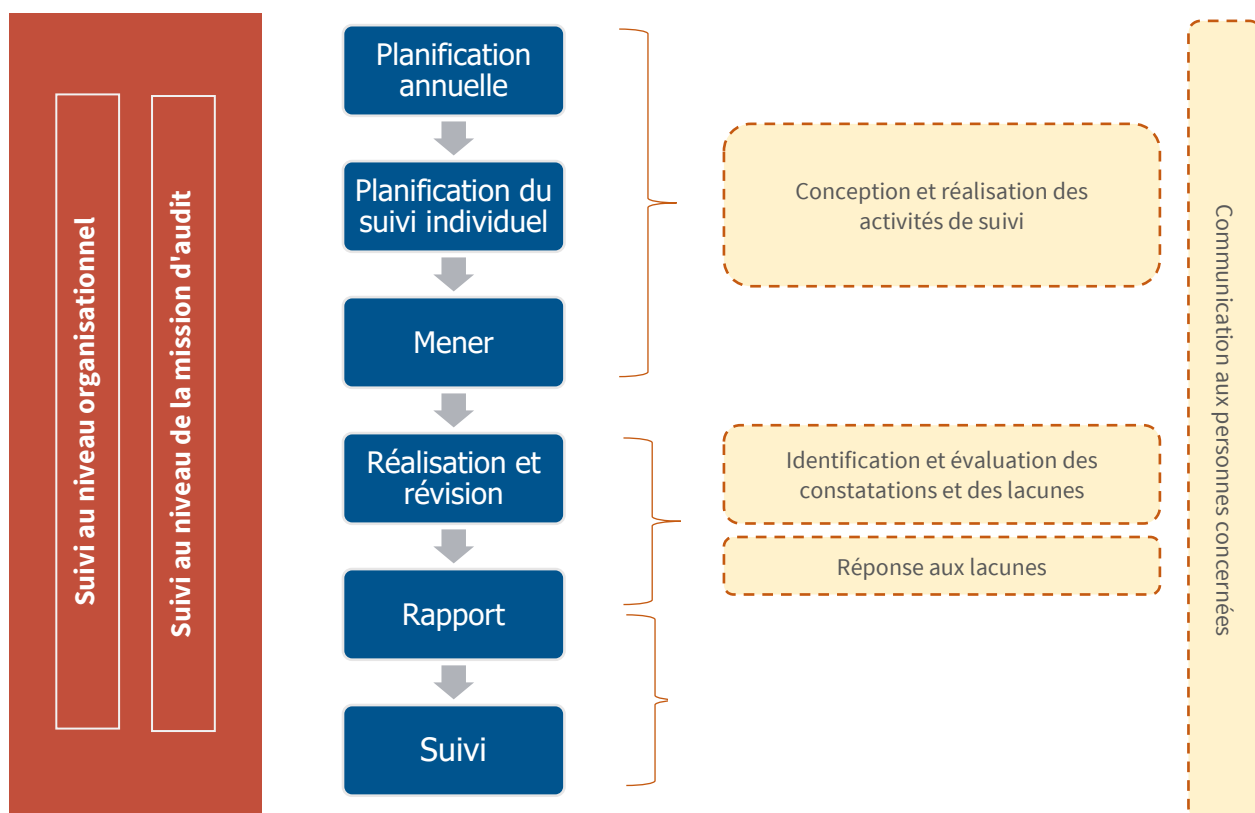 Suivi au niveau organisationnel
Suivi au niveau de la mission d'audit
Planification
annuelle
Planification du
suivi individuel
Mener
Réalisation et
révision
Rapport
Suivi
Conception et réalisation des
activités de suivi
Identification et évaluation des
constatations et des lacunes
Réponse aux lacunes
Communication aux personnes concernées